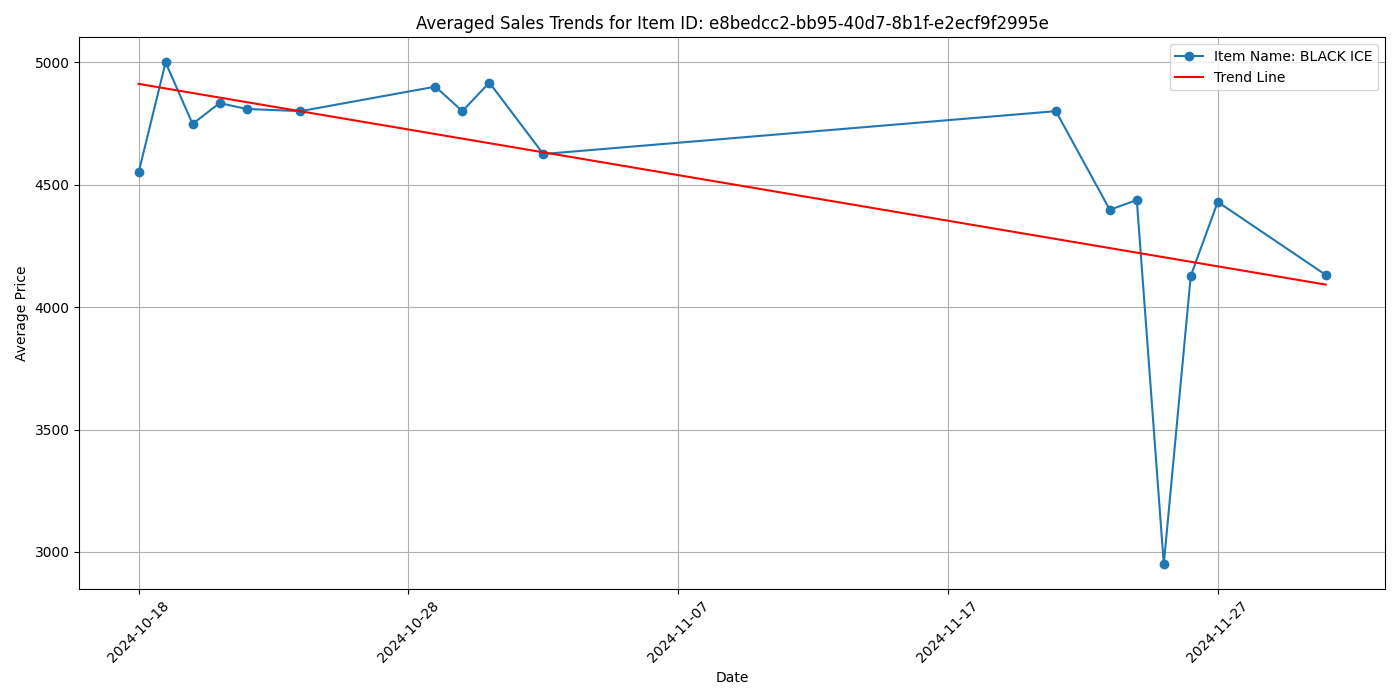 Averaged Sales Trends for Item ID: e8bedcc2-bb95-40d7-8b1f-e2ecf9f2995e
Item Name: BLACK ICE
Trend Line
Average Price
5000
4500
4000
3500
3000
2024-10-18
2024-10-28
2024-11-07
2024-11-17
2024-11-27
Date